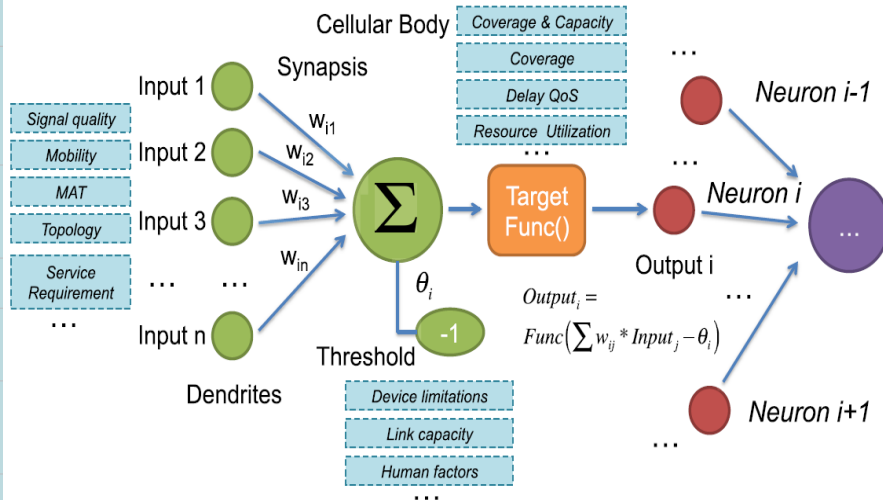 Cellular Body
Coverage & Capacity
Coverage
Delay QoS
Resource Utilization
...
Synapsis
Input 1
Input 2
Input 3
...
...
Input n
Dendrites
Signal quality
Mobility
MAT
Topology
Service
Requirement
...
w_i1
w_i2
w_i3
w_in
Σ
θ_i
-1
Threshold
Device limitations
Link capacity
Human factors
...
Target
Func()
Output i
Output_i =
Func(∑ w_ij * Input_j − θ_i)
...
Neuron i-1
...
Neuron i
...
...
Neuron i+1
...